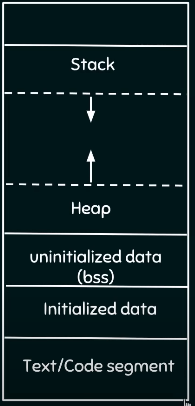 Stack
Heap
uninitialized data
(bss)
Initialized data
Text/Code segment